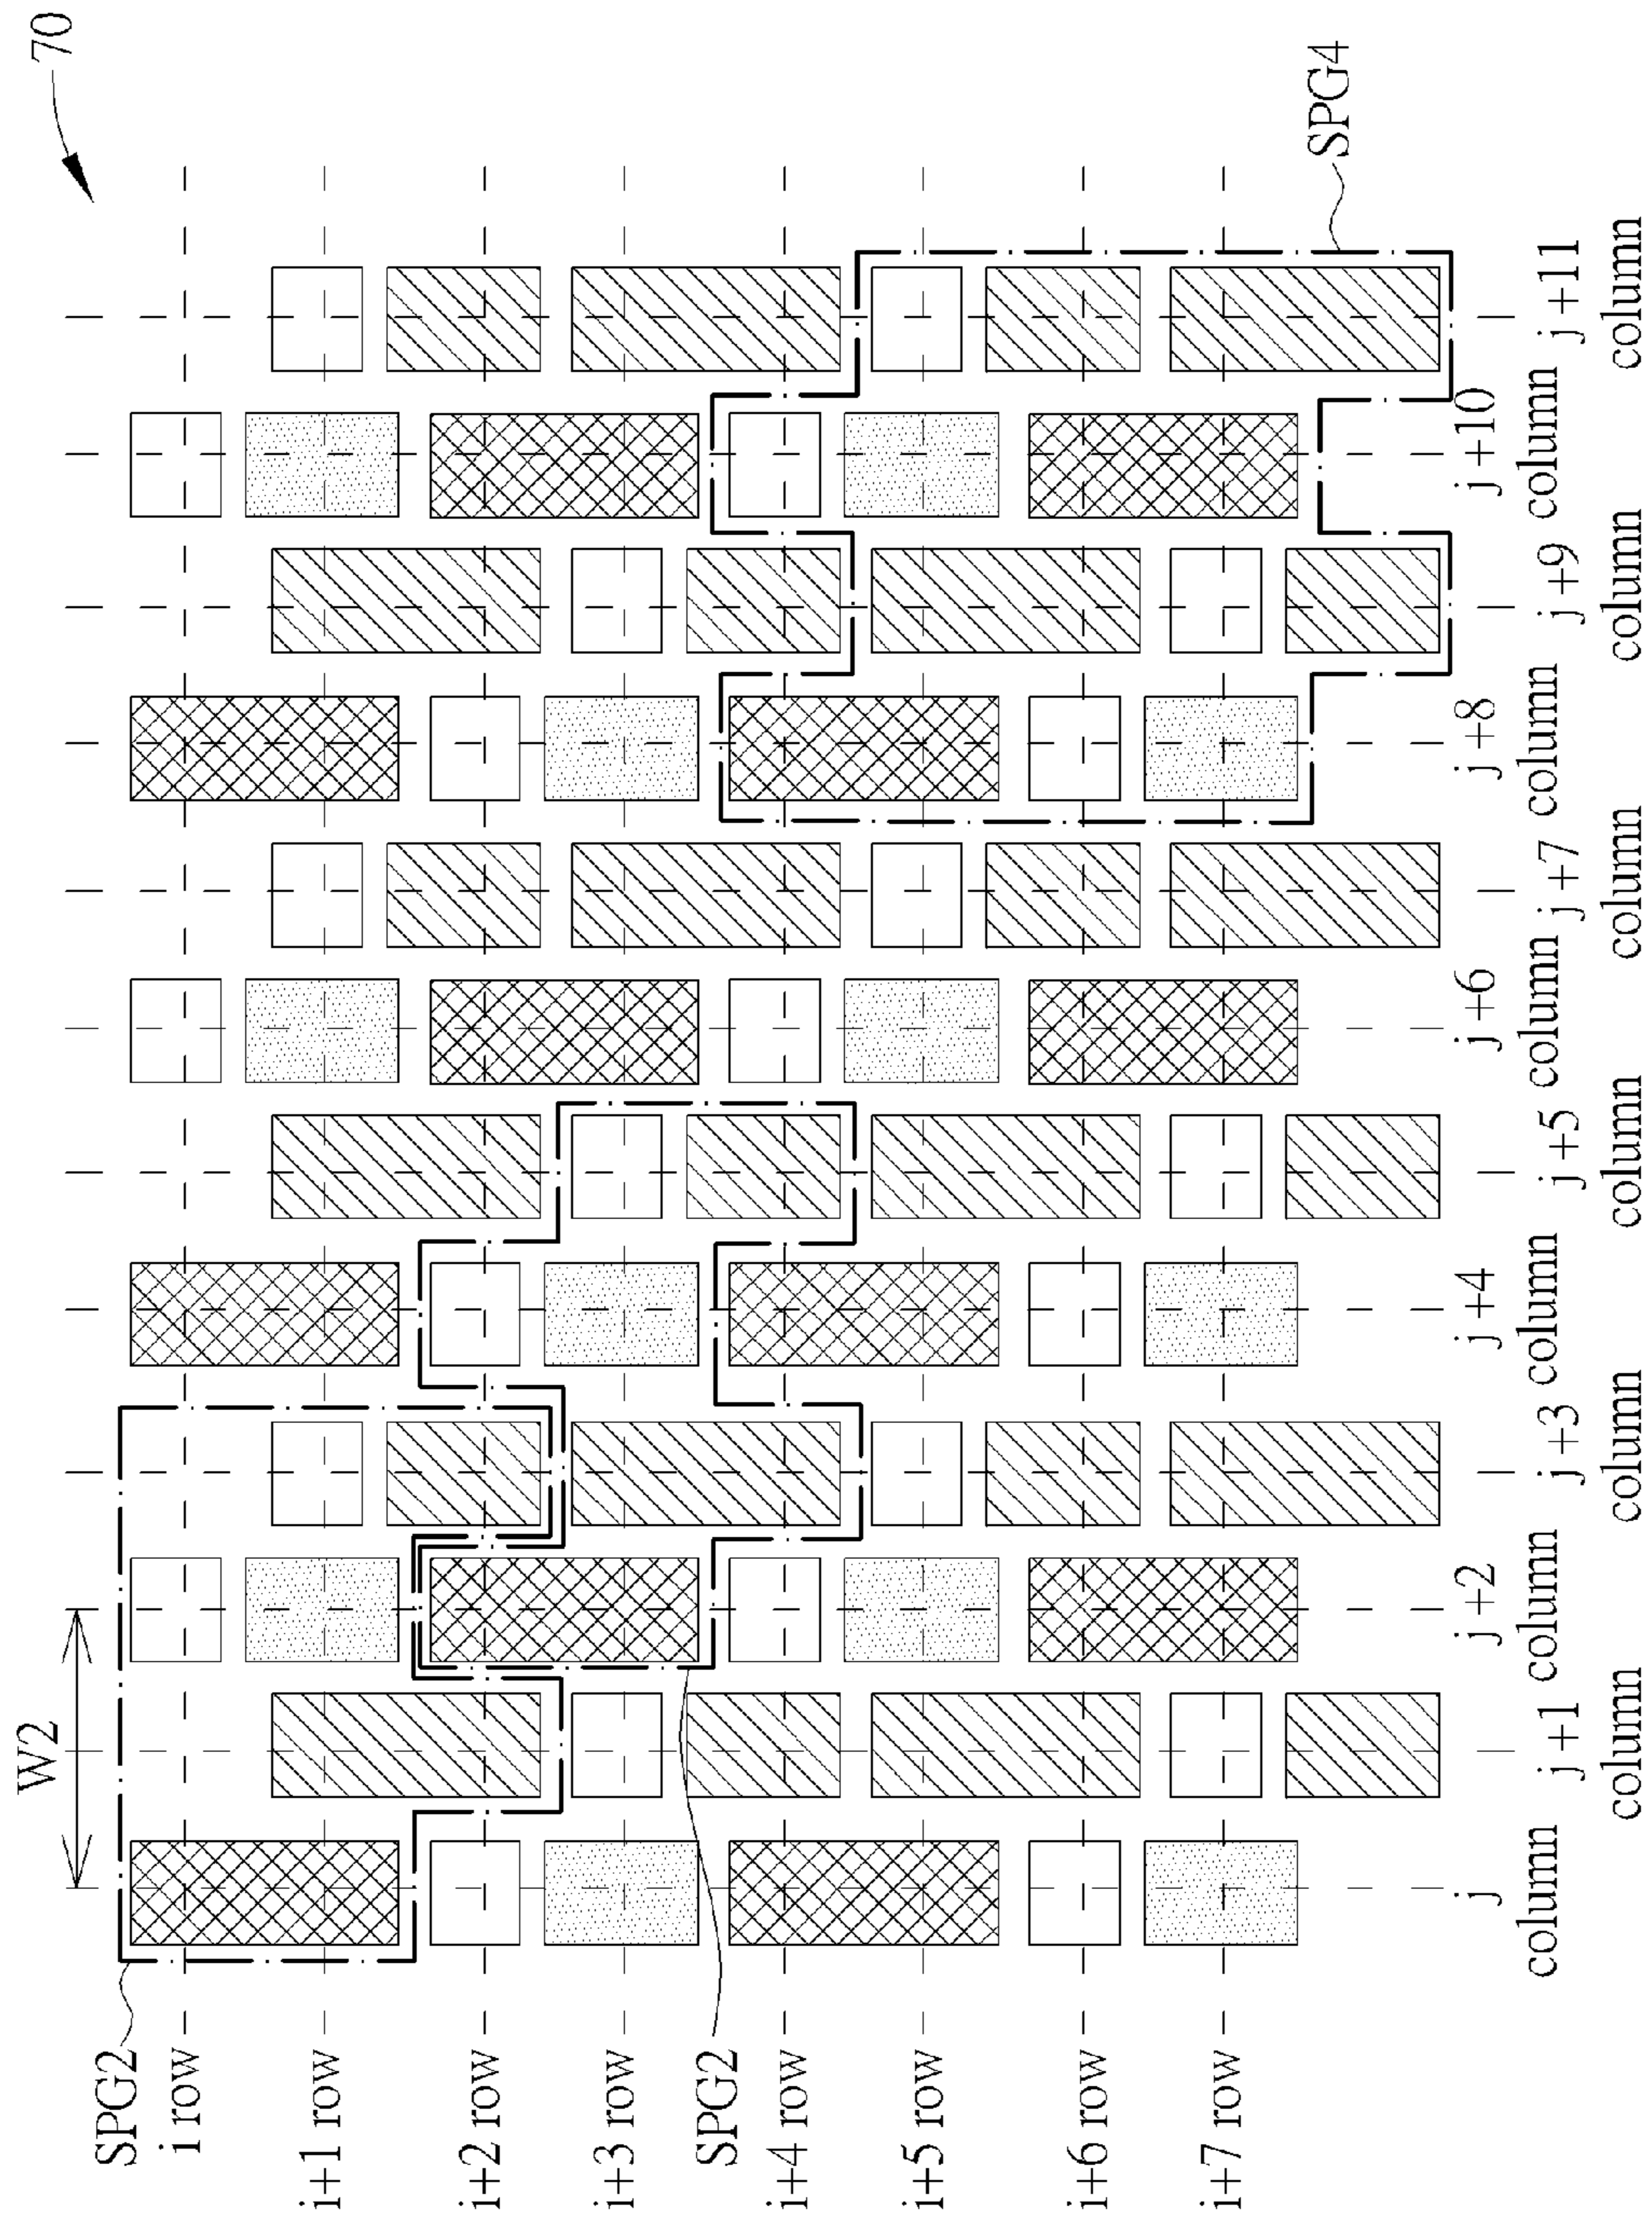 70
W2
SPG2
i row
i+1 row
i+2 row
i+3 row
SPG2
i+4 row
i+5 row
i+6 row
i+7 row
SPG4
j
column
j+1
column
j+2
column
j+3
column
j+4
column
j+5
column
j+6
column
j+7
column
j+8
column
j+9
column
j+10
column
j+11
column